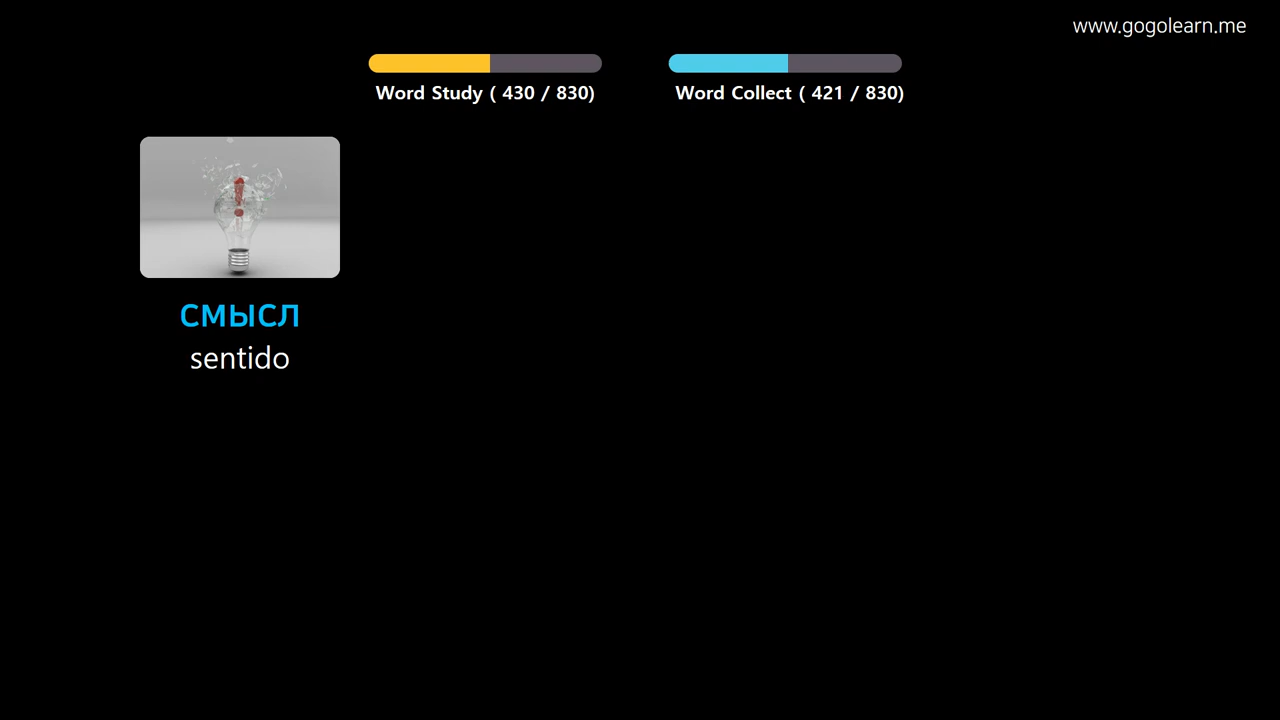 www.gogolearn.me
Word Study ( 430 / 830)
Word Collect ( 421 / 830)
смысл
sentido